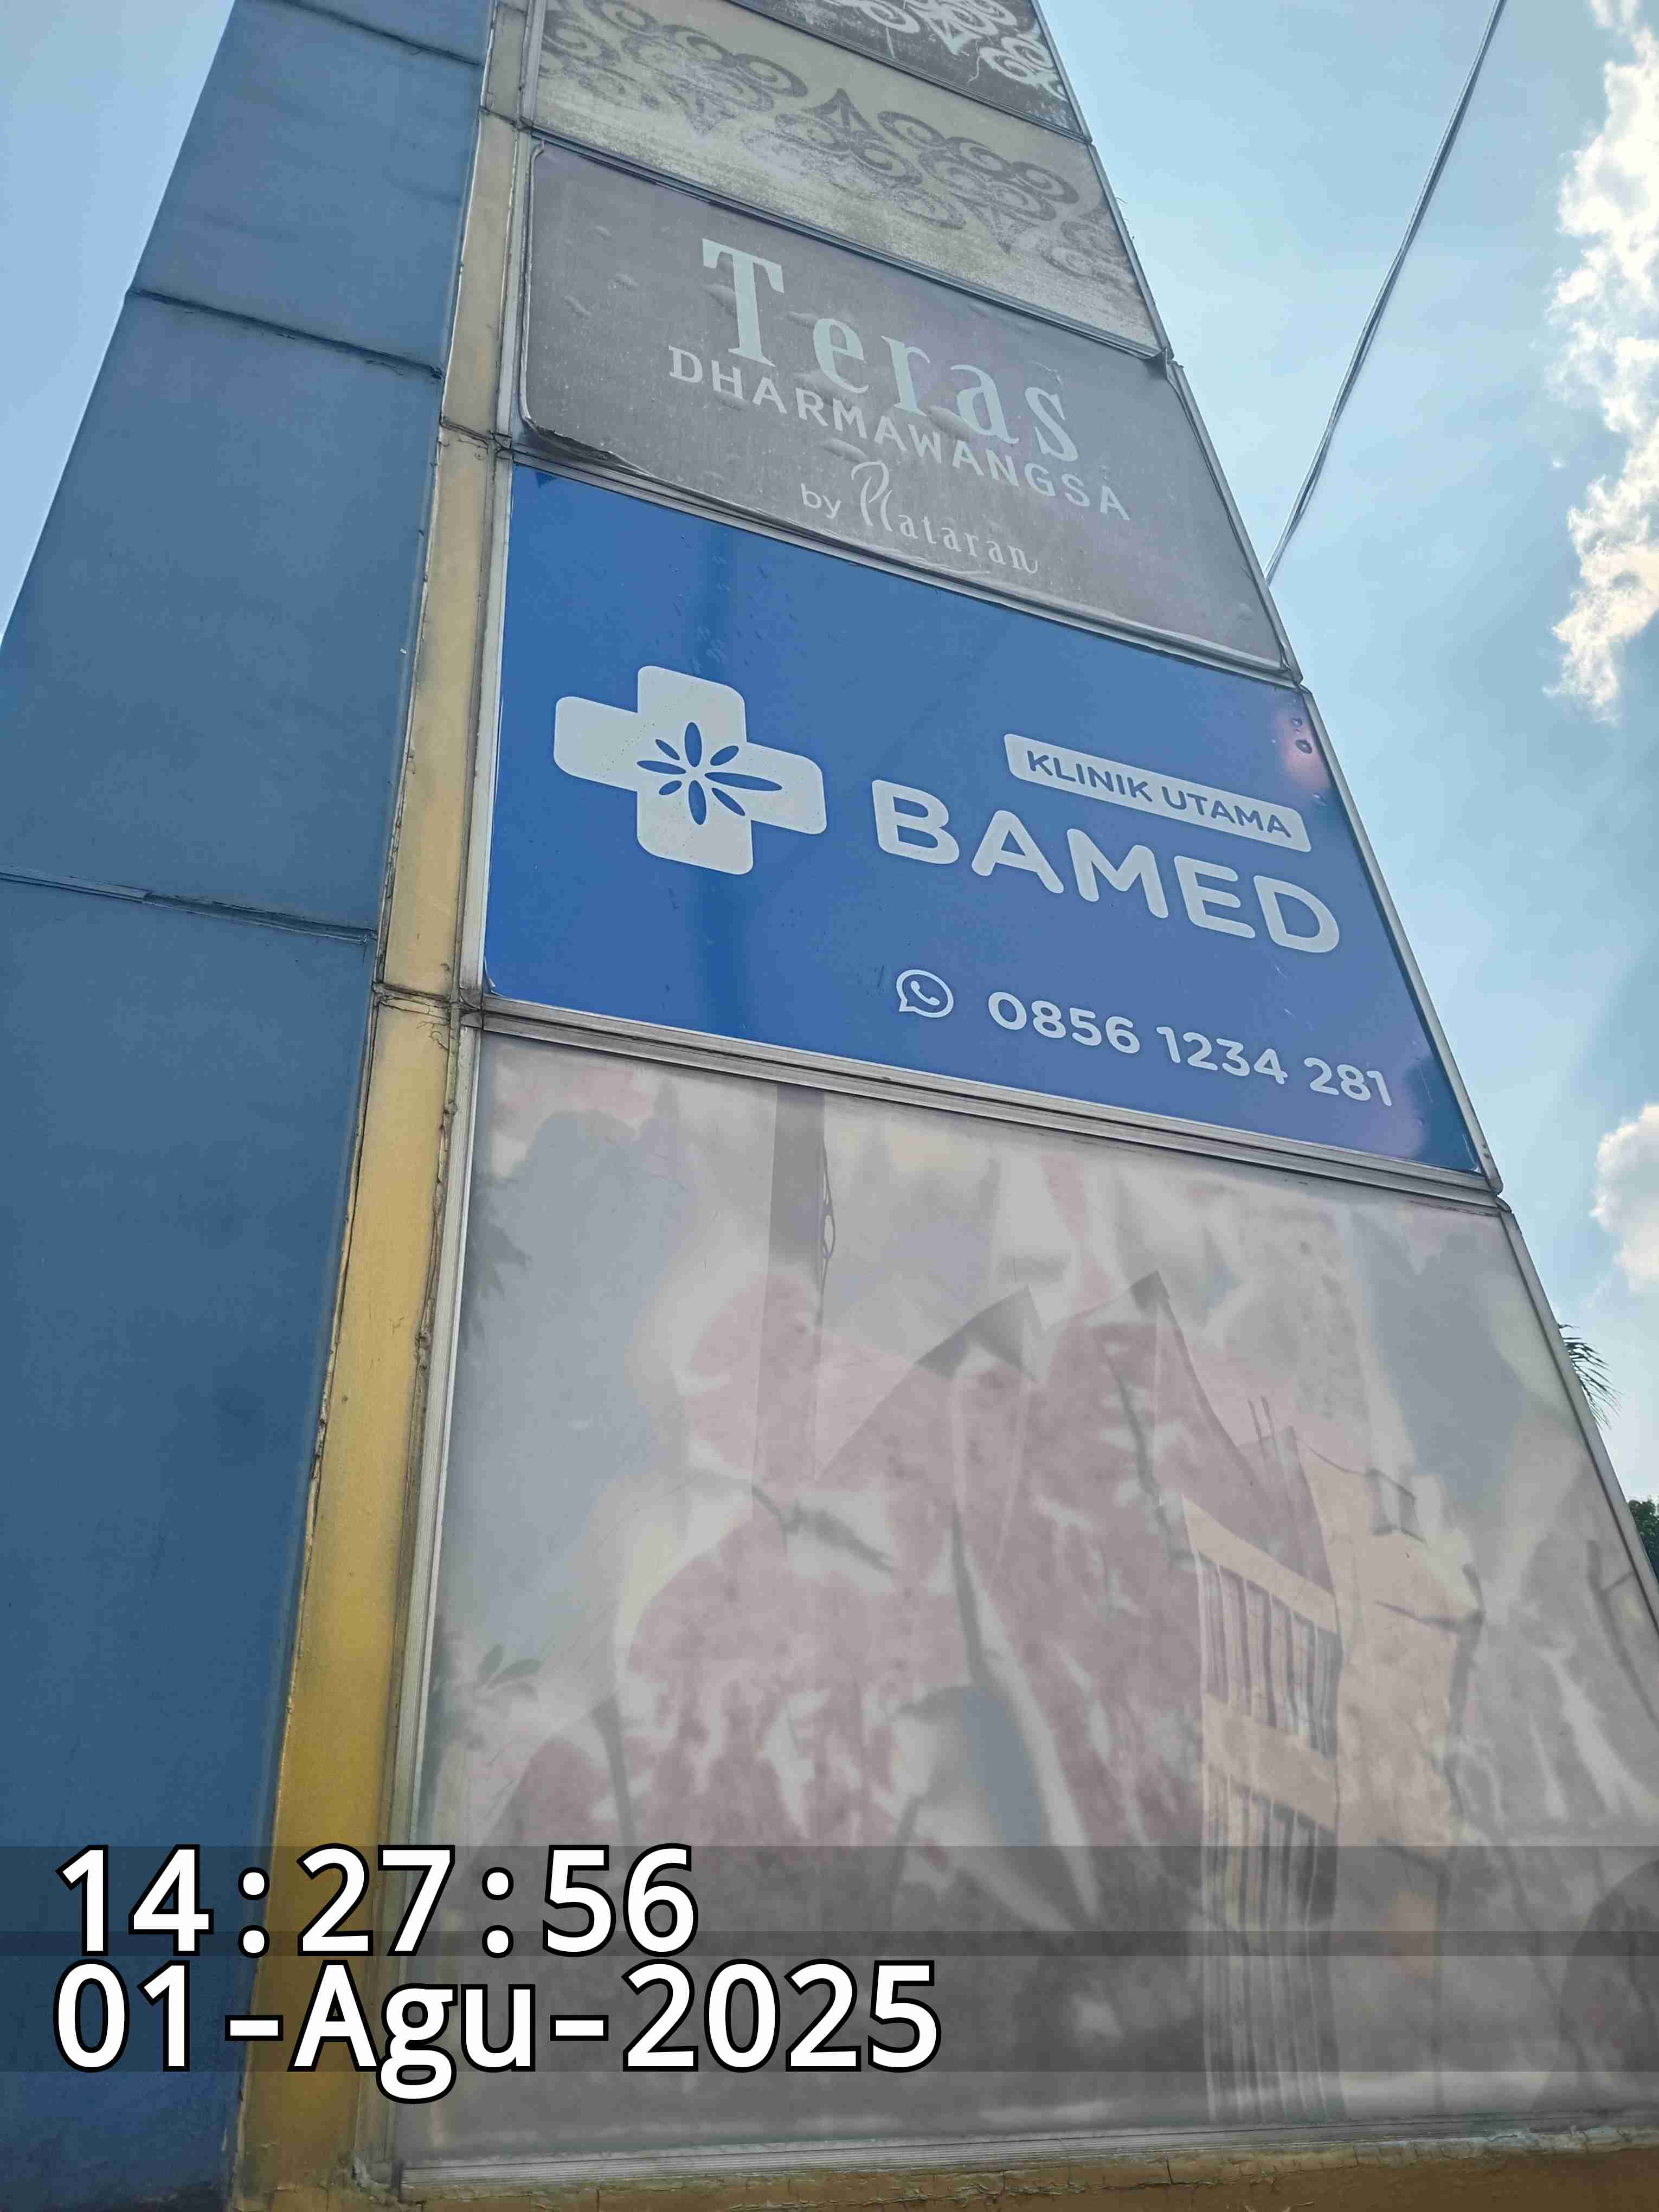 Teras
DHARMAWANGSA
by Plataran
KLINIK UTAMA
BAMED
0856 1234 281
14:27:56
01-Agu-2025